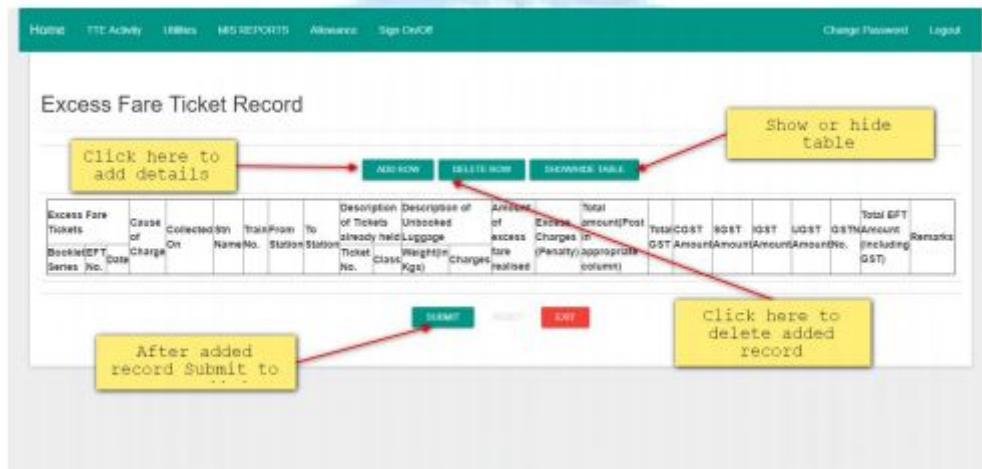 Home TTE Activity Utilities MIS REPORTS Allowance Sign On/Off Change Password Logout
Excess Fare Ticket Record
Show or hide
table
Click here to
add details
ADD ROW DELETE ROW SHOW/HIDE TABLE
Excess Fare Tickets
Booklet Series
EFT No.
Date
Cause of Charge
Collected On
Stn Name
Train No.
From Station
To Station
Description of Tickets already held
Ticket No.
Class
Description of Unbooked Luggage
Weight(in Kgs)
Charges
Amount of excess fare realised
Excess Charges (Penalty)
Total amount(Post in appropriate column)
Total GST
CGST Amount
SGST Amount
IGST Amount
UGST Amount
GSTN No.
Total EFT Amount (including GST)
Remarks
SUBMIT RESET EXIT
Click here to
delete added
record
After added
record Submit to